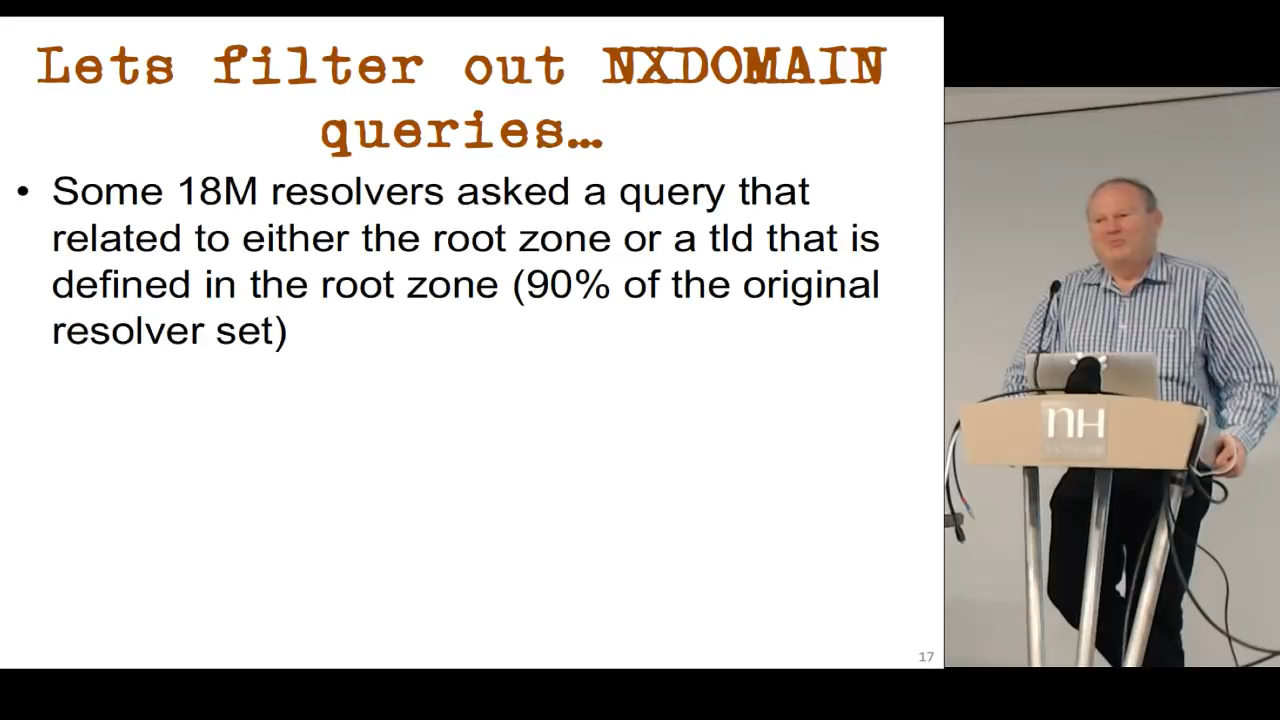 Lets filter out NXDOMAIN
queries…
• Some 18M resolvers asked a query that
related to either the root zone or a tld that is
defined in the root zone (90% of the original
resolver set)
17
nH